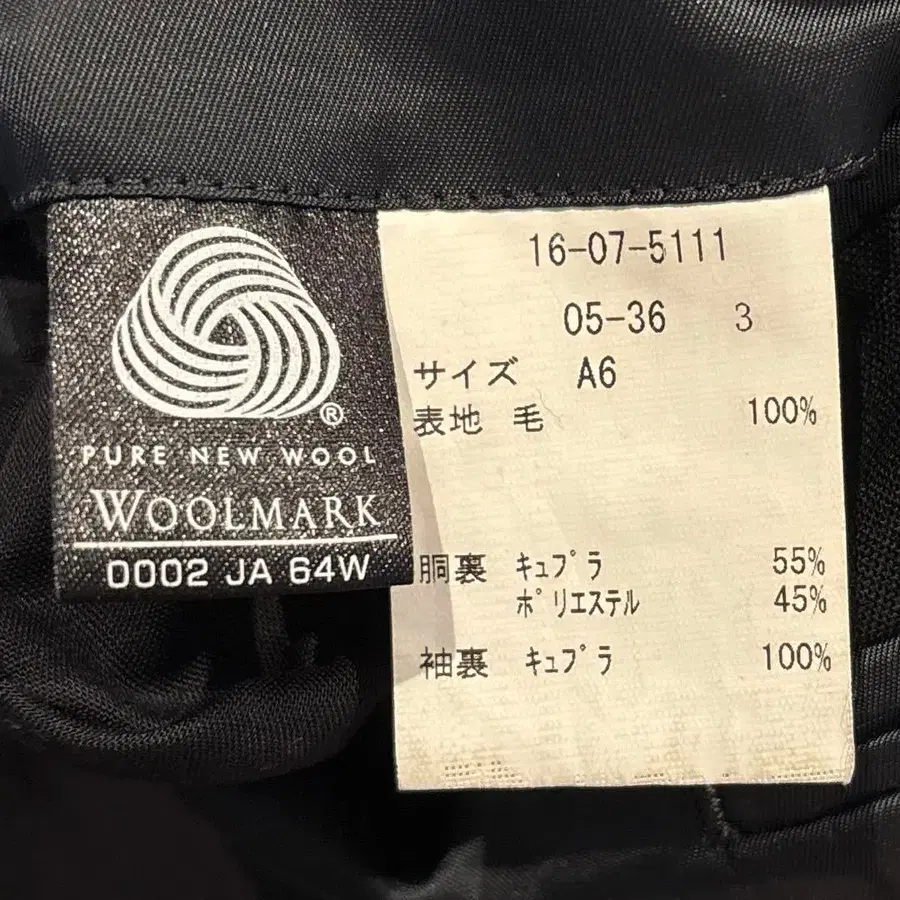 ®
PURE NEW WOOL
WOOLMARK
0002 JA 64W
16-07-5111
05-36 3
サイズ A6
表地 毛 100%
胴裏 キュプラ 55%
ポリエステル 45%
袖裏 キュプラ 100%